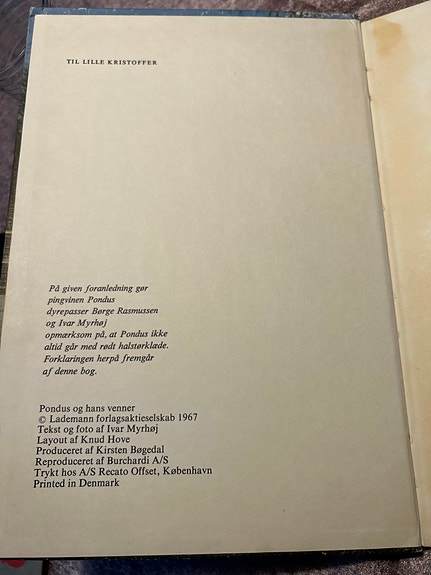 TIL LILLE KRISTOFFER
På given foranledning gør
pingvinen Pondus
dyrepasser Børge Rasmussen
og Ivar Myrhøj
opmærksom på, at Pondus ikke
altid går med rødt halstørklæde.
Forklaringen herpå fremgår
af denne bog.
Pondus og hans venner
© Lademann forlagsaktieselskab 1967
Tekst og foto af Ivar Myrhøj
Layout af Knud Hove
Produceret af Kirsten Bøgedal
Reproduceret af Burchardi A/S
Trykt hos A/S Recato Offset, København
Printed in Denmark